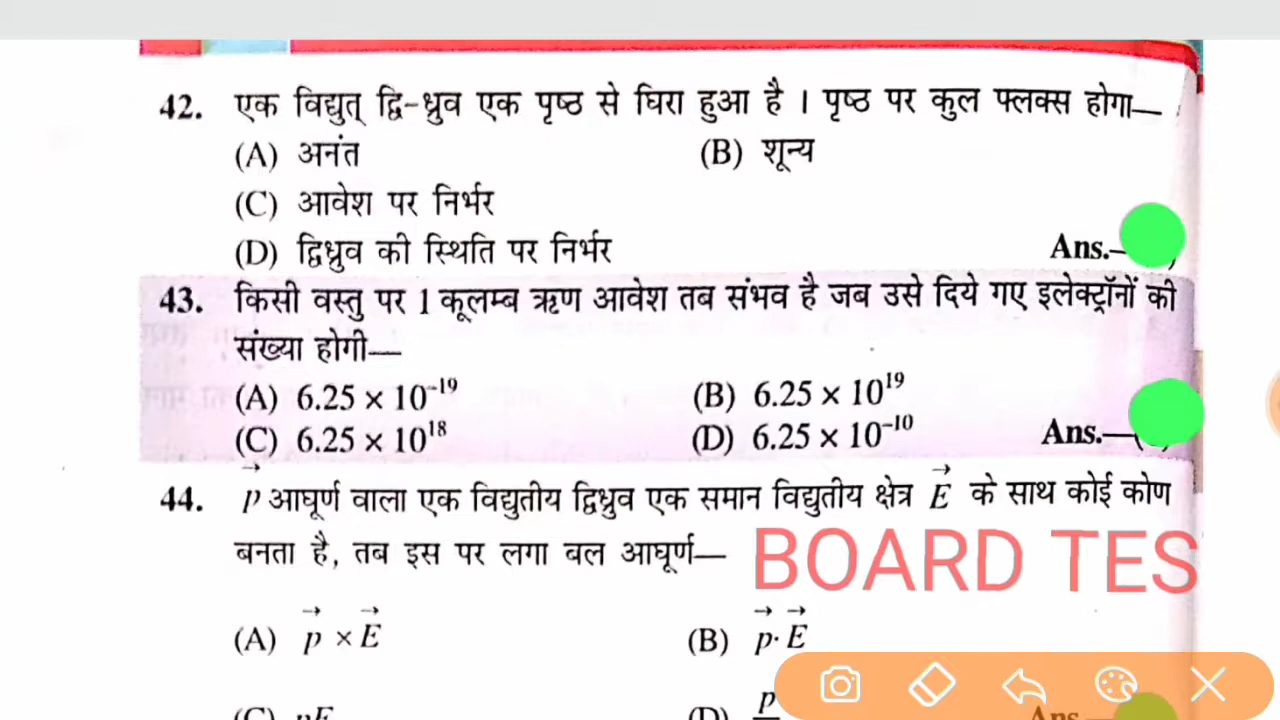 42. एक विद्युत् द्वि-ध्रुव एक पृष्ठ से घिरा हुआ है । पृष्ठ पर कुल फ्लक्स होगा—
(A) अनंत (B) शून्य
(C) आवेश पर निर्भर
(D) द्विध्रुव की स्थिति पर निर्भर Ans.–
43. किसी वस्तु पर 1 कूलम्ब ऋण आवेश तब संभव है जब उसे दिये गए इलेक्ट्रॉनों की
संख्या होगी—
(A) 6.25 × 10⁻¹⁹ (B) 6.25 × 10¹⁹
(C) 6.25 × 10¹⁸ (D) 6.25 × 10⁻¹⁰ Ans.—(
44. p⃗ आघूर्ण वाला एक विद्युतीय द्विध्रुव एक समान विद्युतीय क्षेत्र E⃗ के साथ कोई कोण
बनता है, तब इस पर लगा बल आघूर्ण— BOARD TES
(A) p⃗ × E⃗ (B) p⃗· E⃗
(C) pE (D) p Ans.